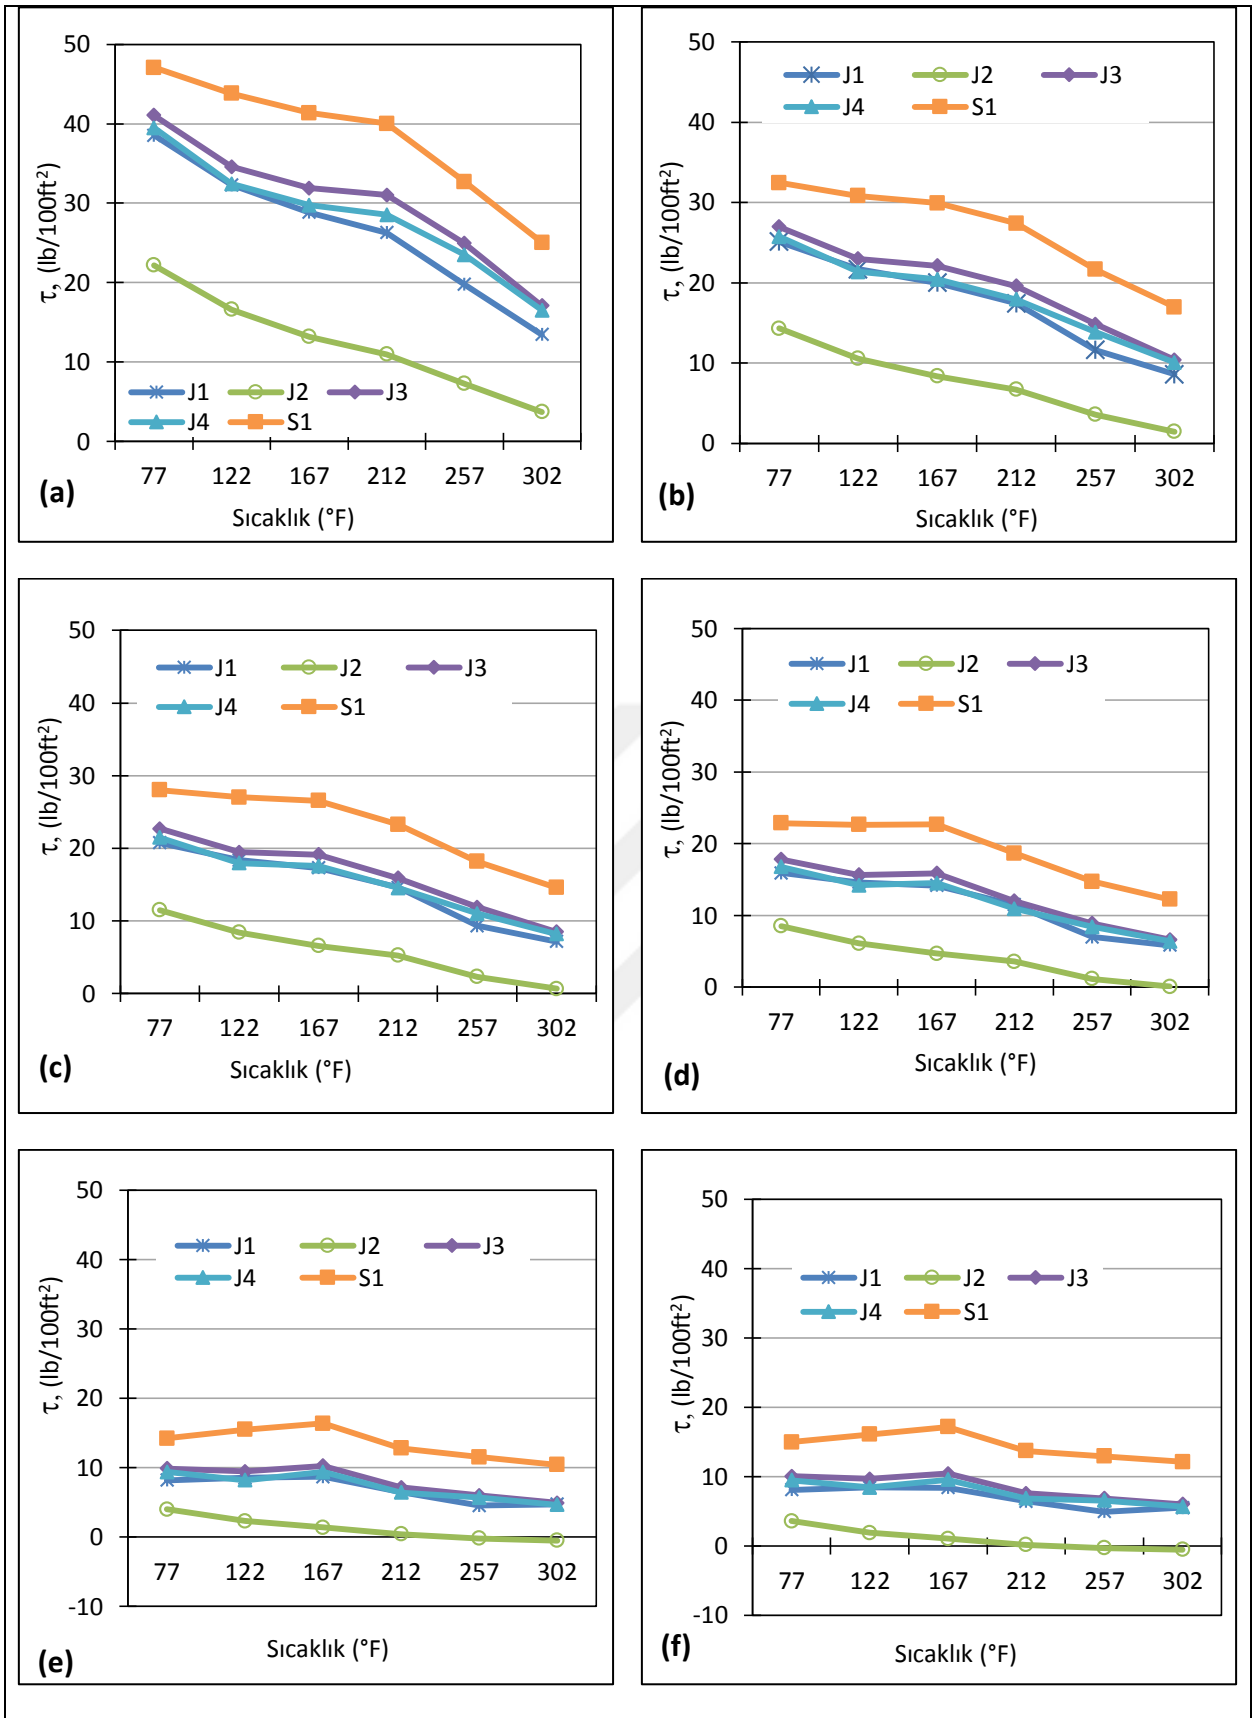 50
40
30
20
10
0
τ, (lb/100ft²)
J1 J2 J3
J4 S1
77 122 167 212 257 302
(a)
Sıcaklık (°F)
50
40
30
20
10
0
τ, (lb/100ft²)
J1 J2 J3
J4 S1
77 122 167 212 257 302
(b)
Sıcaklık (°F)
50
40
30
20
10
0
τ, (lb/100ft²)
J1 J2 J3
J4 S1
77 122 167 212 257 302
(c)
Sıcaklık (°F)
50
40
30
20
10
0
τ, (lb/100ft²)
J1 J2 J3
J4 S1
77 122 167 212 257 302
(d)
Sıcaklık (°F)
50
40
30
20
10
0
-10
τ, (lb/100ft²)
J1 J2 J3
J4 S1
77 122 167 212 257 302
(e)
Sıcaklık (°F)
50
40
30
20
10
0
-10
τ, (lb/100ft²)
J1 J2 J3
J4 S1
77 122 167 212 257 302
(f)
Sıcaklık (°F)